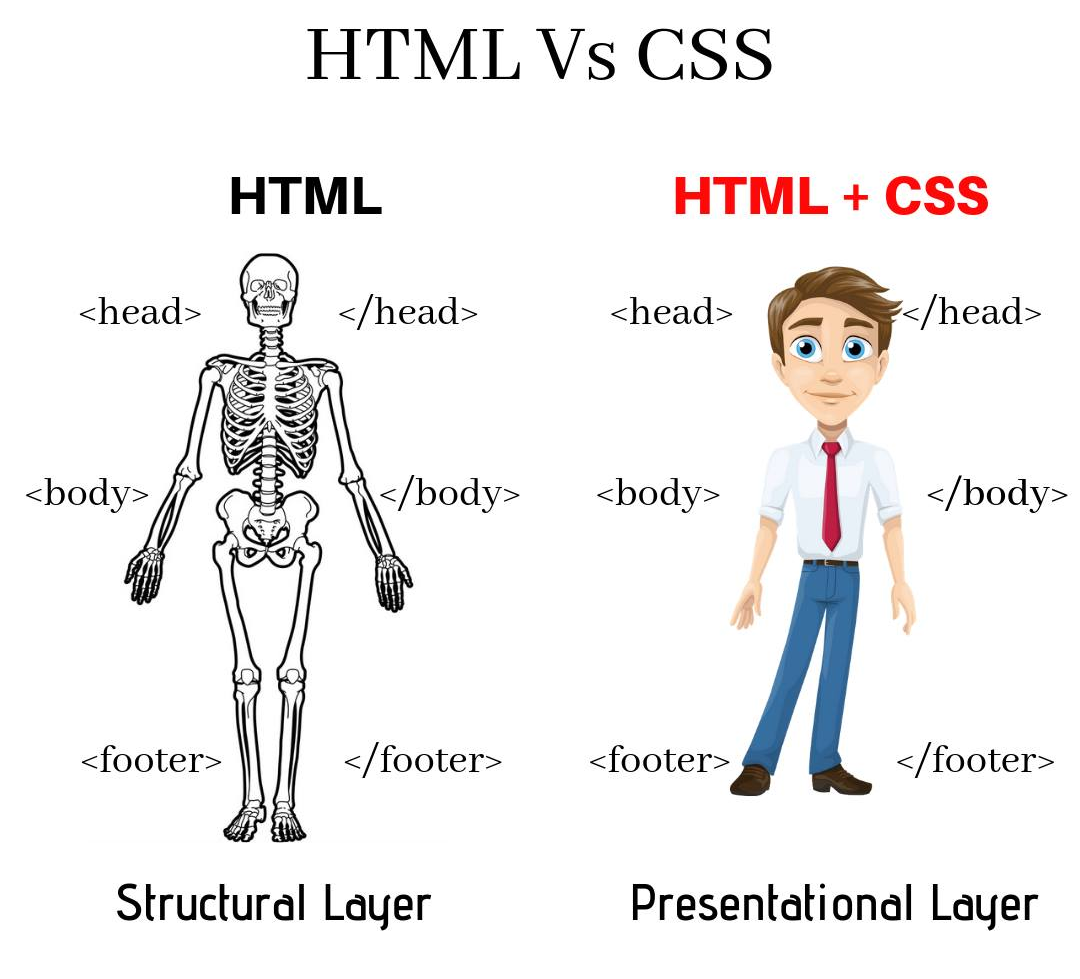 HTML Vs CSS
HTML
HTML + CSS
<head> </head>
<head> </head>
<body> </body>
<body> </body>
<footer> </footer>
<footer> </footer>
Structural Layer
Presentational Layer